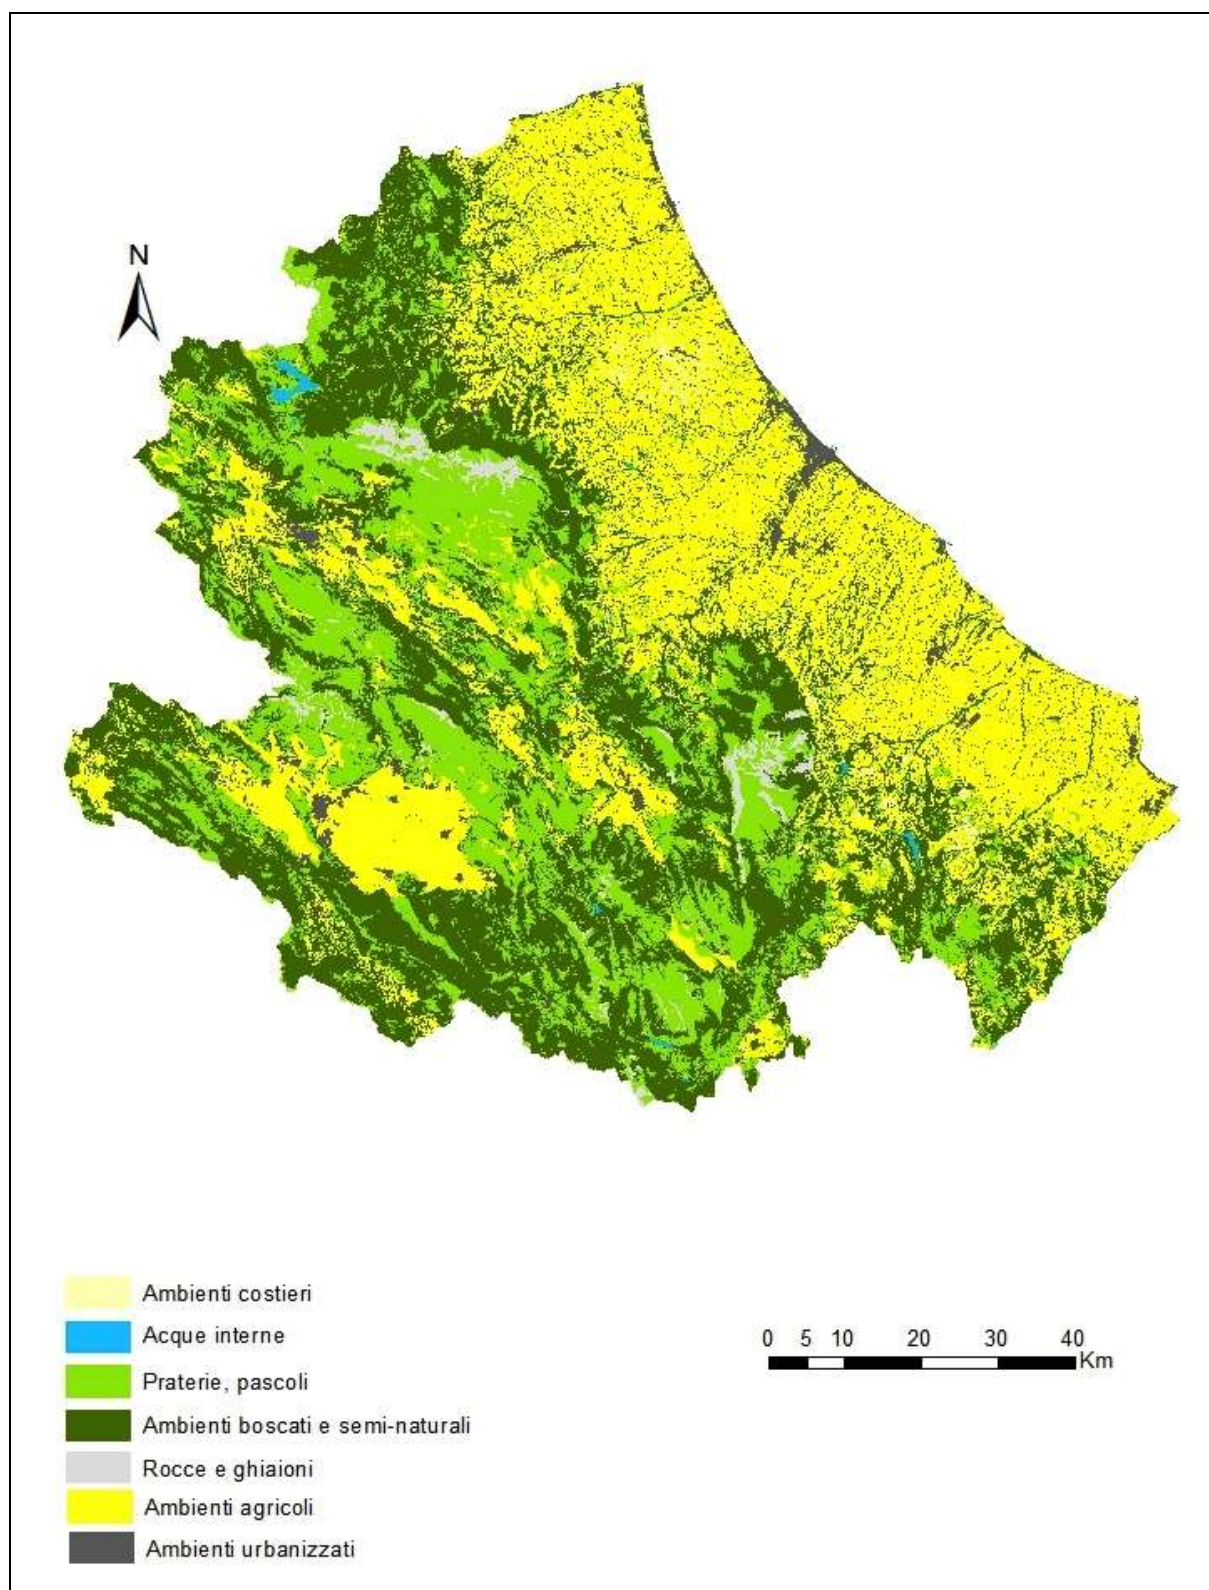 N
Ambienti costieri
Acque interne
Praterie, pascoli
Ambienti boscati e semi-naturali
Rocce e ghiaioni
Ambienti agricoli
Ambienti urbanizzati
0 5 10 20 30 40
Km